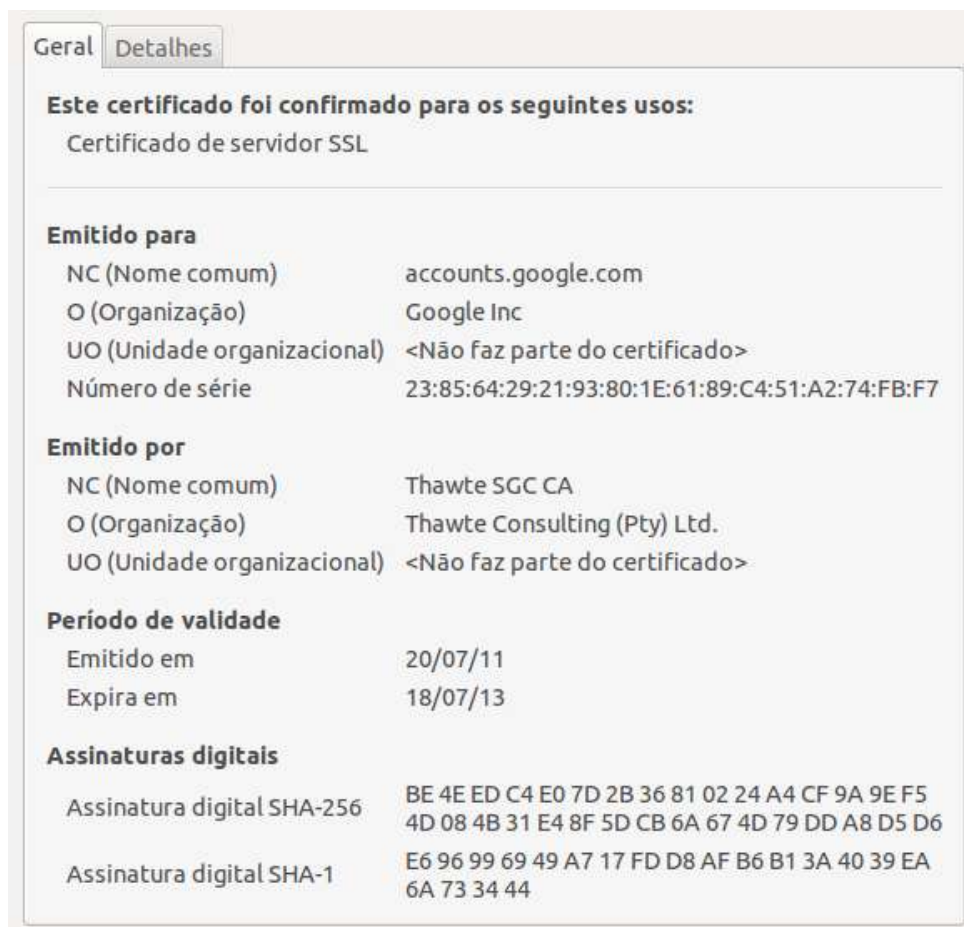 Geral Detalhes
Este certificado foi confirmado para os seguintes usos:
Certificado de servidor SSL
Emitido para
NC (Nome comum) accounts.google.com
O (Organização) Google Inc
UO (Unidade organizacional) <Não faz parte do certificado>
Número de série 23:85:64:29:21:93:80:1E:61:89:C4:51:A2:74:FB:F7
Emitido por
NC (Nome comum) Thawte SGC CA
O (Organização) Thawte Consulting (Pty) Ltd.
UO (Unidade organizacional) <Não faz parte do certificado>
Período de validade
Emitido em 20/07/11
Expira em 18/07/13
Assinaturas digitais
Assinatura digital SHA-256 BE 4E ED C4 E0 7D 2B 36 81 02 24 A4 CF 9A 9E F5
4D 08 4B 31 E4 8F 5D CB 6A 67 4D 79 DD A8 D5 D6
Assinatura digital SHA-1 E6 96 99 69 49 A7 17 FD D8 AF B6 B1 3A 40 39 EA
6A 73 34 44